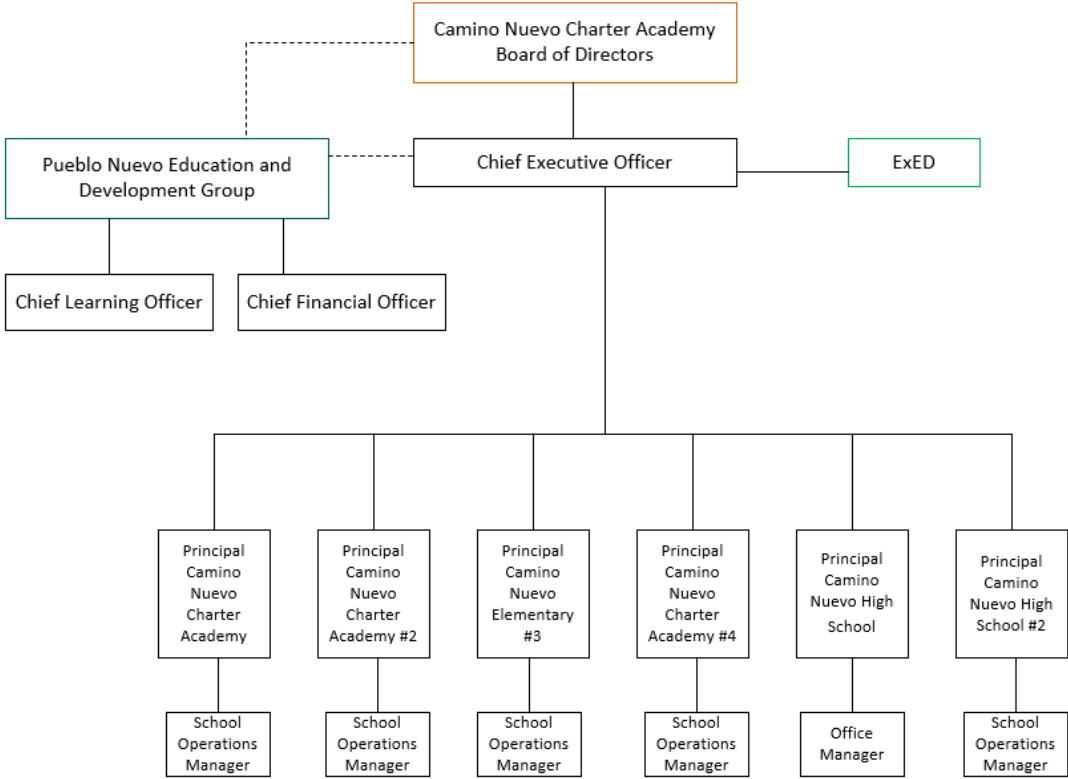 Camino Nuevo Charter Academy
Board of Directors
Pueblo Nuevo Education and
Development Group
Chief Executive Officer
ExED
Chief Learning Officer
Chief Financial Officer
Principal
Camino
Nuevo
Charter
Academy
Principal
Camino
Nuevo
Charter
Academy #2
Principal
Camino
Nuevo
Elementary
#3
Principal
Camino
Nuevo
Charter
Academy #4
Principal
Camino
Nuevo High
School
Principal
Camino
Nuevo High
School #2
School
Operations
Manager
School
Operations
Manager
School
Operations
Manager
School
Operations
Manager
Office
Manager
School
Operations
Manager